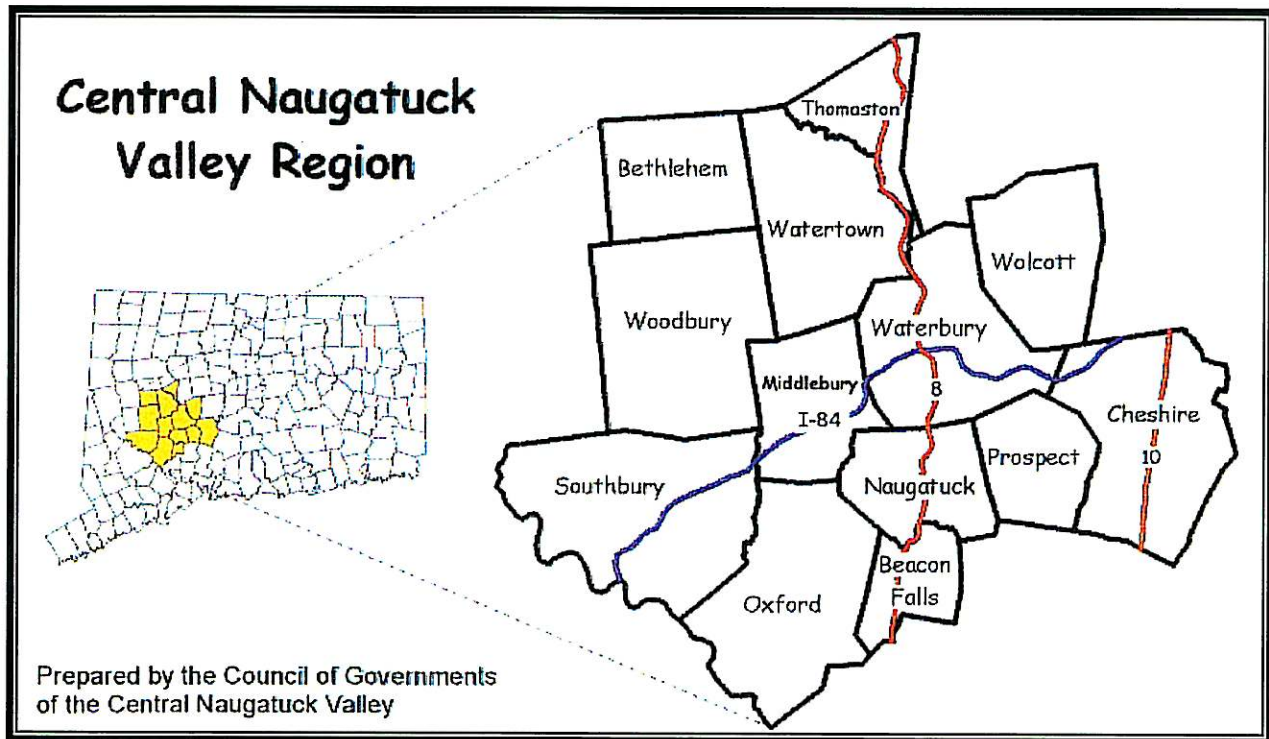 Central Naugatuck
Valley Region
Thomaston
Bethlehem
Watertown
Wolcott
Woodbury
Waterbury
Middlebury
8
I-84
Cheshire
10
Southbury
Naugatuck
Prospect
Beacon
Falls
Oxford
Prepared by the Council of Governments
of the Central Naugatuck Valley